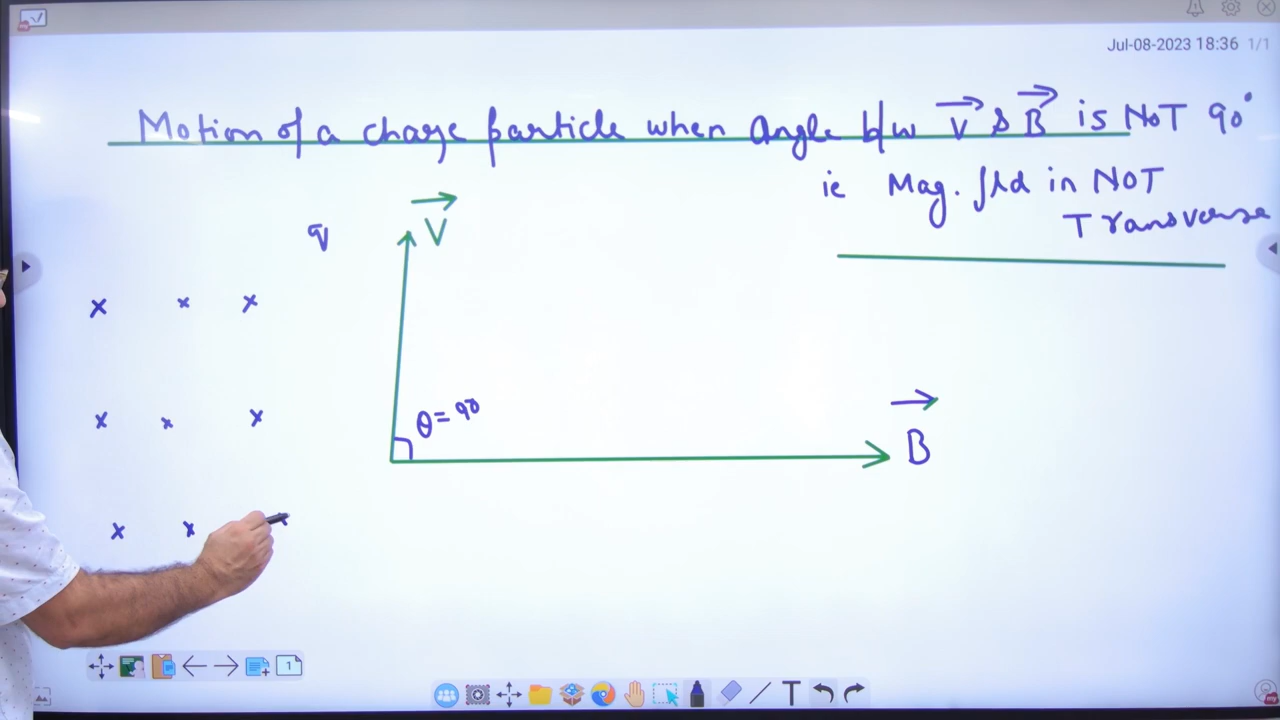 Jul-08-2023 18:36 1/1
Motion of a charge particle when Angle b/w V & B is NOT 90°
ie Mag. fld in NOT
Transverse
q
V
x x x
x x x
θ = 90
B
x x
1
T